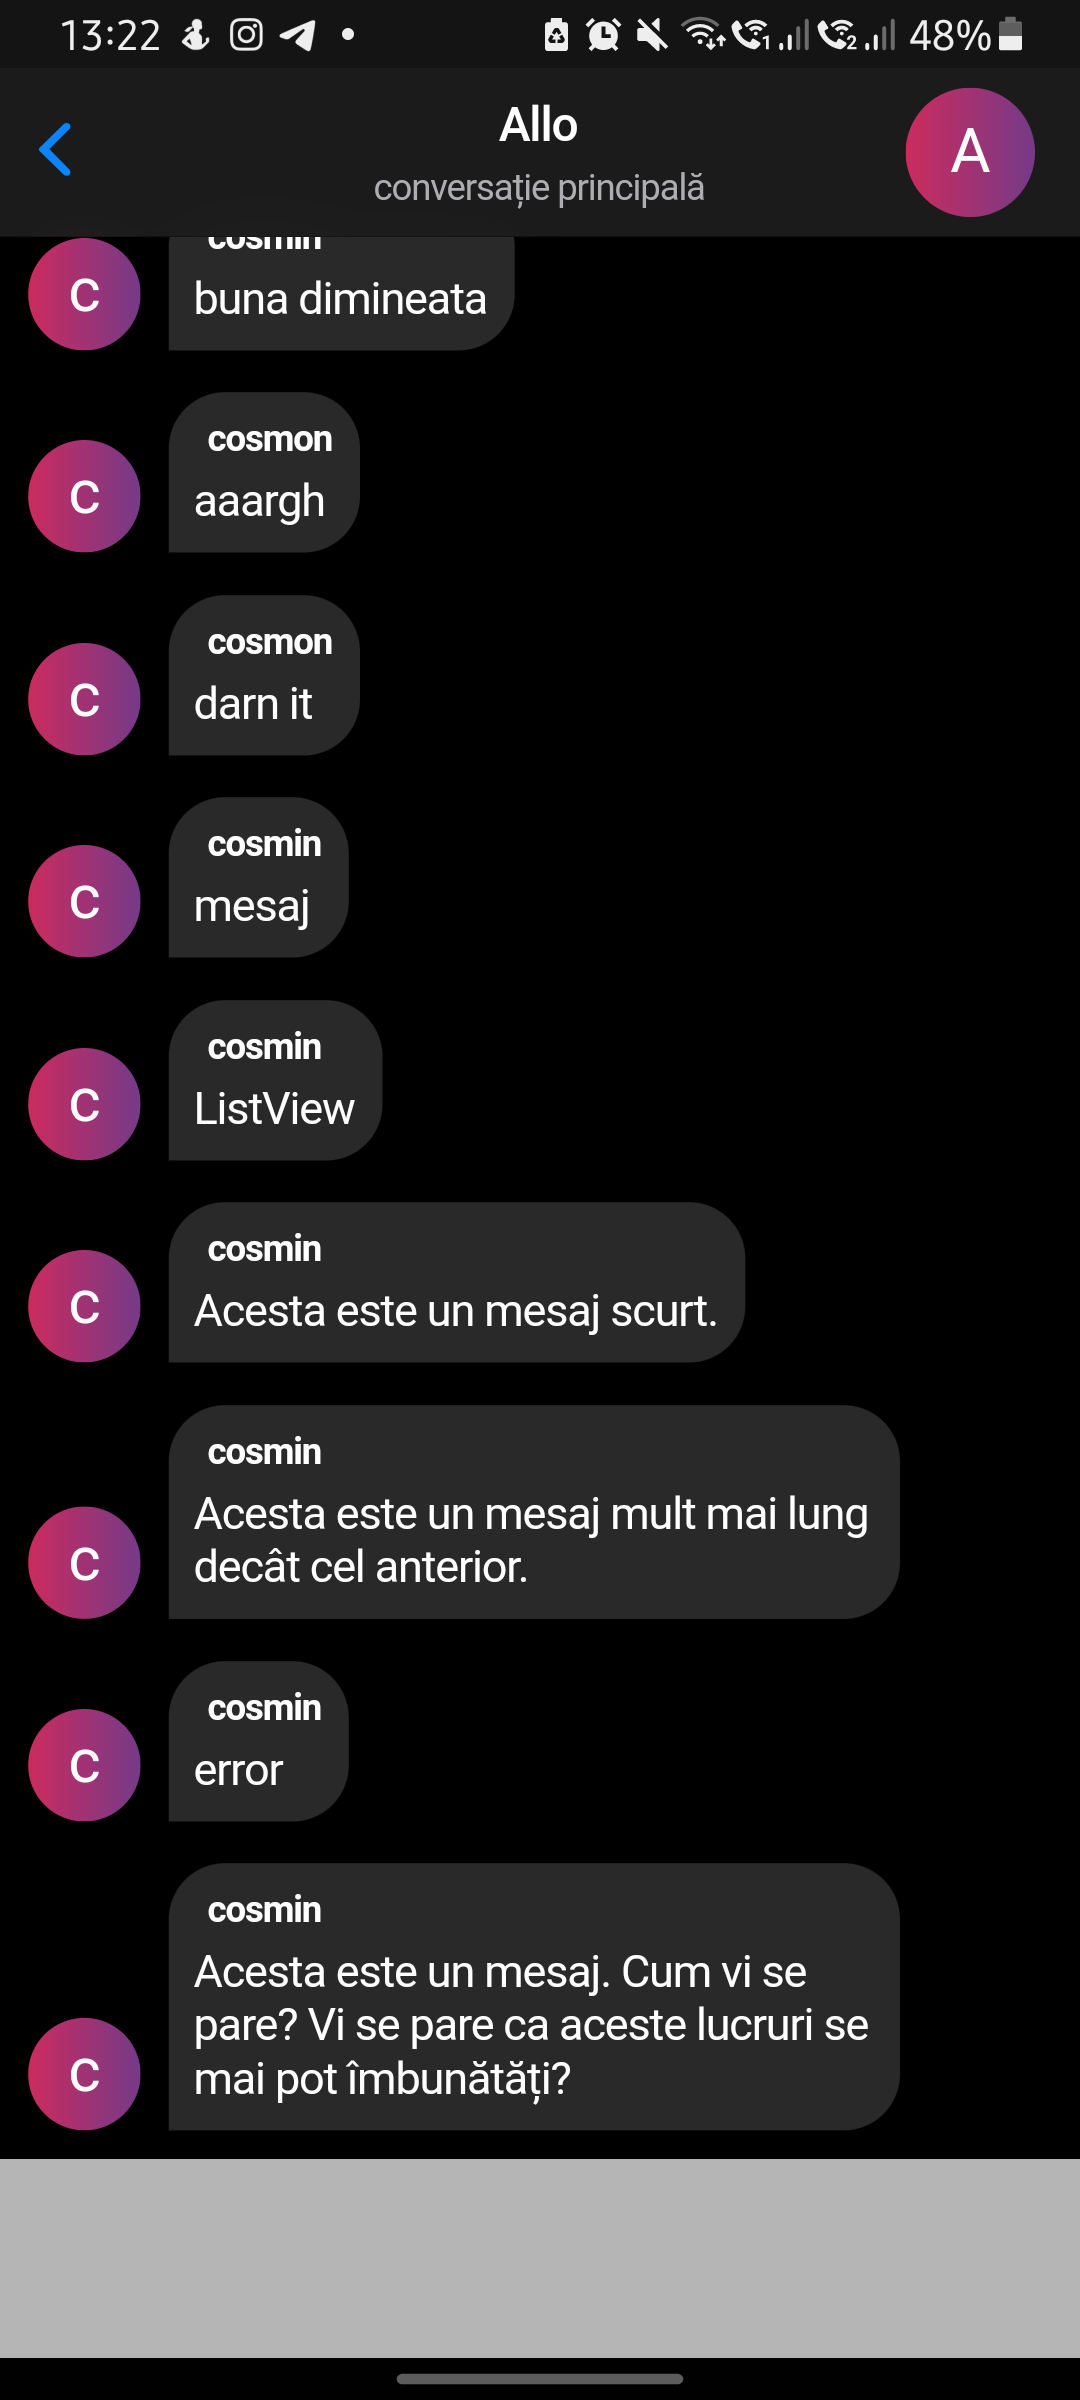 13:22
1
2
48%
Allo
conversație principală
A
cosmin
C
buna dimineata
cosmon
C
aaargh
cosmon
C
darn it
cosmin
C
mesaj
cosmin
C
ListView
cosmin
C
Acesta este un mesaj scurt.
cosmin
Acesta este un mesaj mult mai lung
C
decât cel anterior.
cosmin
C
error
cosmin
Acesta este un mesaj. Cum vi se
pare? Vi se pare ca aceste lucruri se
C
mai pot îmbunătăți?